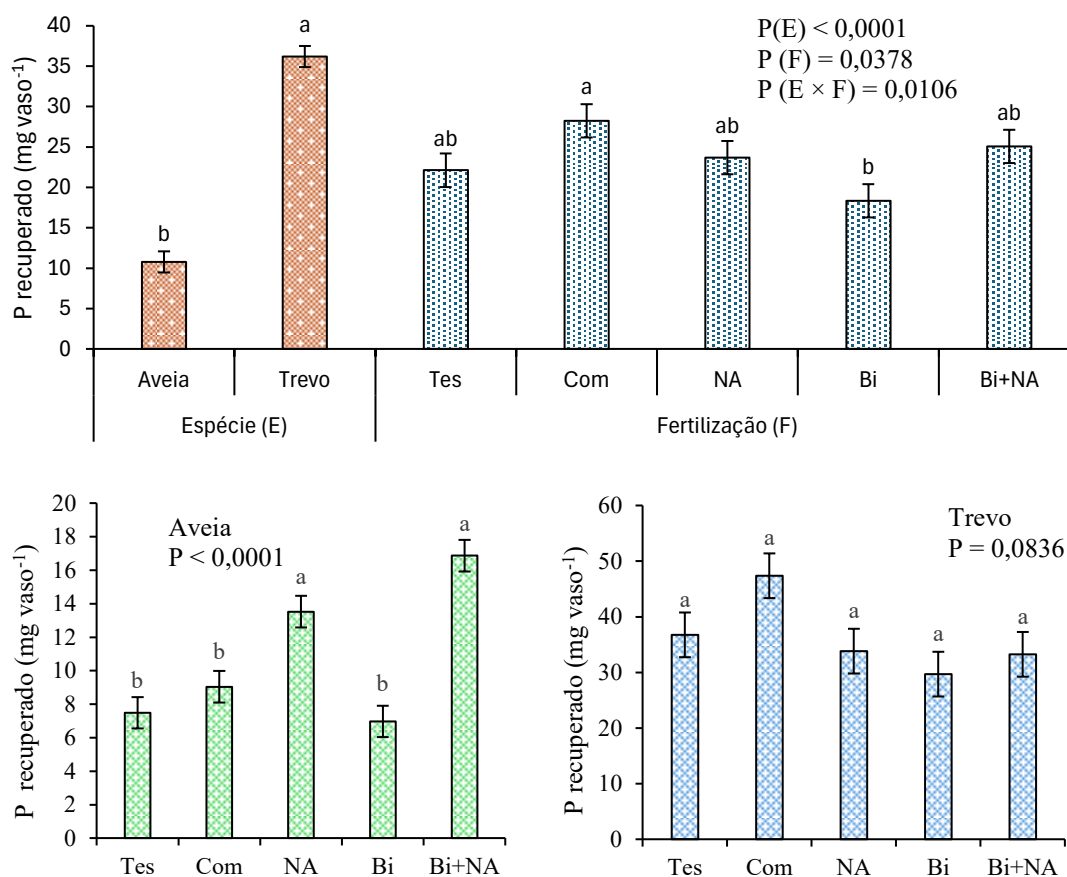 P recuperado (mg vaso⁻¹)
40
35
30
25
20
15
10
5
0
b
a
ab
a
ab
b
ab
P(E) < 0,0001
P (F) = 0,0378
P (E × F) = 0,0106
Aveia Trevo Tes Com NA Bi Bi+NA
Espécie (E) Fertilização (F)
P recuperado (mg vaso⁻¹)
20
18
16
14
12
10
8
6
4
2
0
Aveia
P < 0,0001
b
b
a
b
a
Tes Com NA Bi Bi+NA
P recuperado (mg vaso⁻¹)
60
50
40
30
20
10
0
Trevo
P = 0,0836
a
a
a
a
a
Tes Com NA Bi Bi+NA